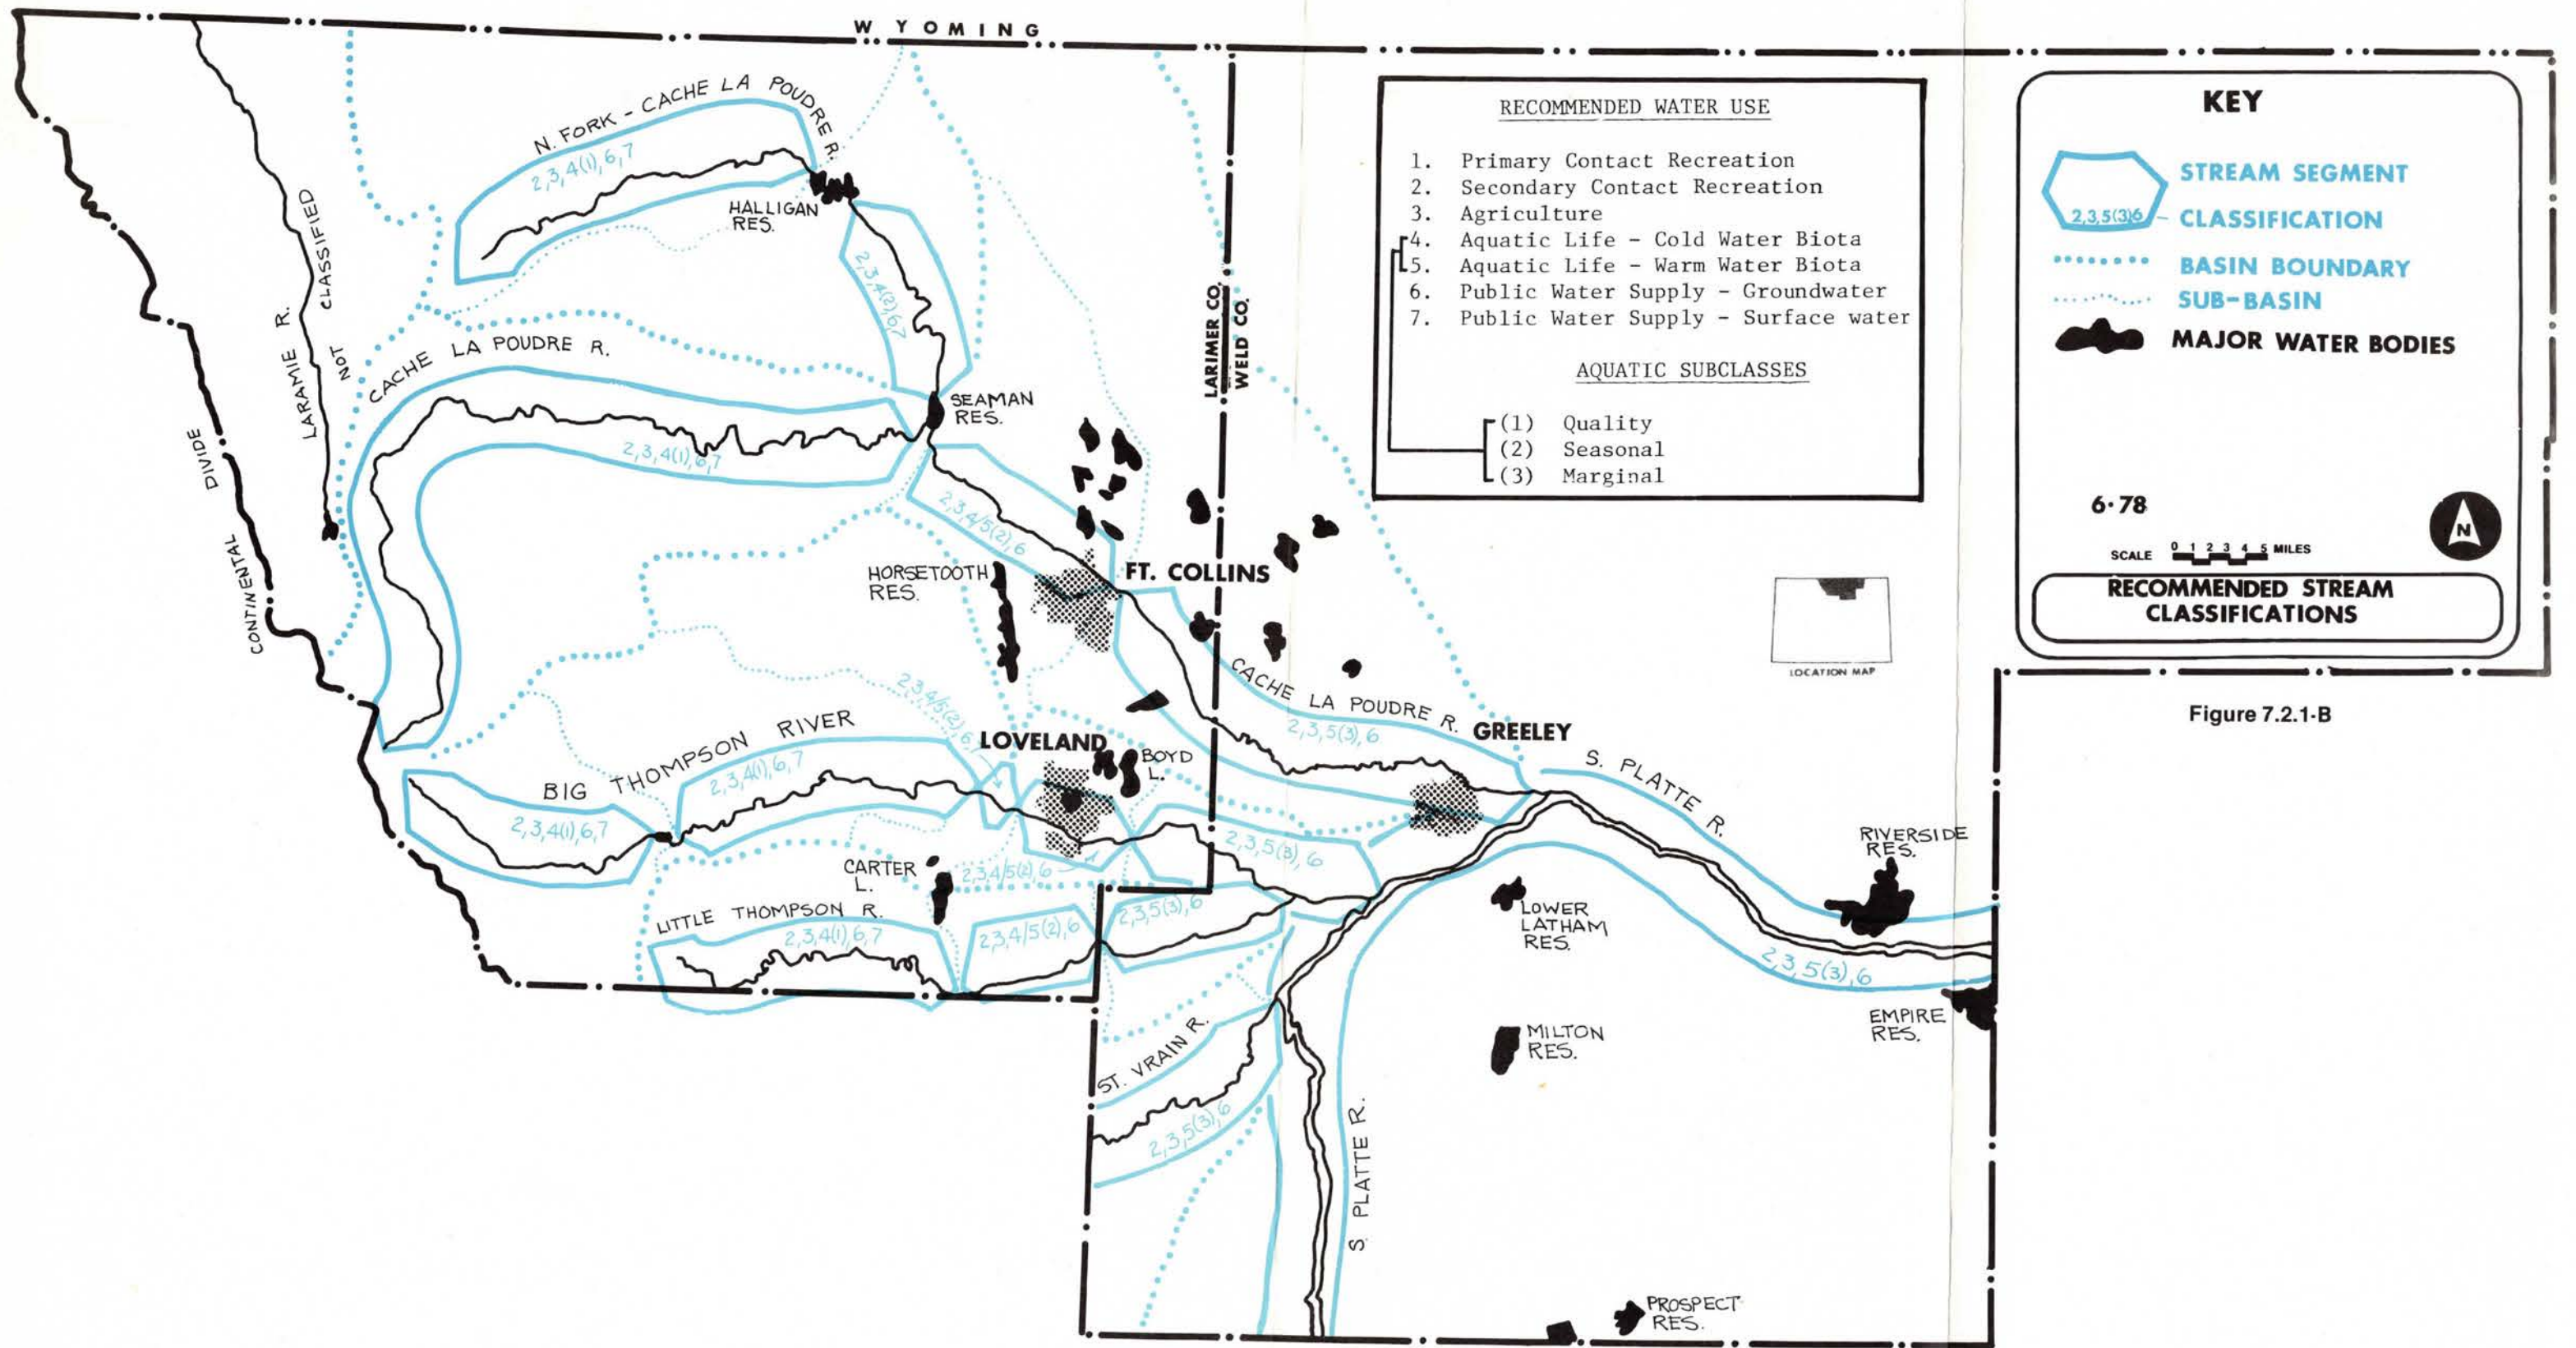 WYOMING
N. FORK - CACHE LA POUDRE R.
2,3,4(1),6,7
HALLIGAN
RES.
2,3,4(2),6,7
LARAMIE R.
NOT CLASSIFIED
CACHE LA POUDRE R.
2,3,4(1),6,7
SEAMAN
RES.
CONTINENTAL DIVIDE
LARIMER CO.
WELD CO.
2,3,4/5(2),6
HORSETOOTH
RES.
FT. COLLINS
2,3,4/5(2),6
LOVELAND
BOYD
L.
BIG THOMPSON RIVER
2,3,4(1),6,7
2,3,4(1),6,7
CARTER
L.
2,3,4/5(2),6
LITTLE THOMPSON R.
2,3,4(1),6,7
2,3,4/5(2),6
2,3,5(3),6
CACHE LA POUDRE R.
2,3,5(3),6
GREELEY
2,3,5(3),6
S. PLATTE R.
RIVERSIDE
RES.
LOWER
LATHAM
RES.
2,3,5(3),6
EMPIRE
RES.
MILTON
RES.
ST. VRAIN R.
2,3,5(3),6
S. PLATTE R.
PROSPECT
RES.
RECOMMENDED WATER USE
1. Primary Contact Recreation
2. Secondary Contact Recreation
3. Agriculture
4. Aquatic Life - Cold Water Biota
5. Aquatic Life - Warm Water Biota
6. Public Water Supply - Groundwater
7. Public Water Supply - Surface water
AQUATIC SUBCLASSES
(1) Quality
(2) Seasonal
(3) Marginal
LOCATION MAP
KEY
STREAM SEGMENT
2,3,5(3)6
CLASSIFICATION
BASIN BOUNDARY
SUB-BASIN
MAJOR WATER BODIES
6·78
N
SCALE 0 1 2 3 4 5 MILES
RECOMMENDED STREAM
CLASSIFICATIONS
Figure 7.2.1-B